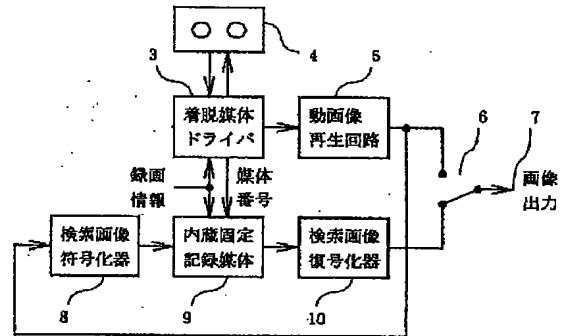 3
4
5
着脱媒体
ドライバ
動画像
再生回路
6
7
画像
出力
録画
情報
媒体
番号
検索画像
符号化器
内蔵固定
記録媒体
検索画像
復号化器
8
9
10